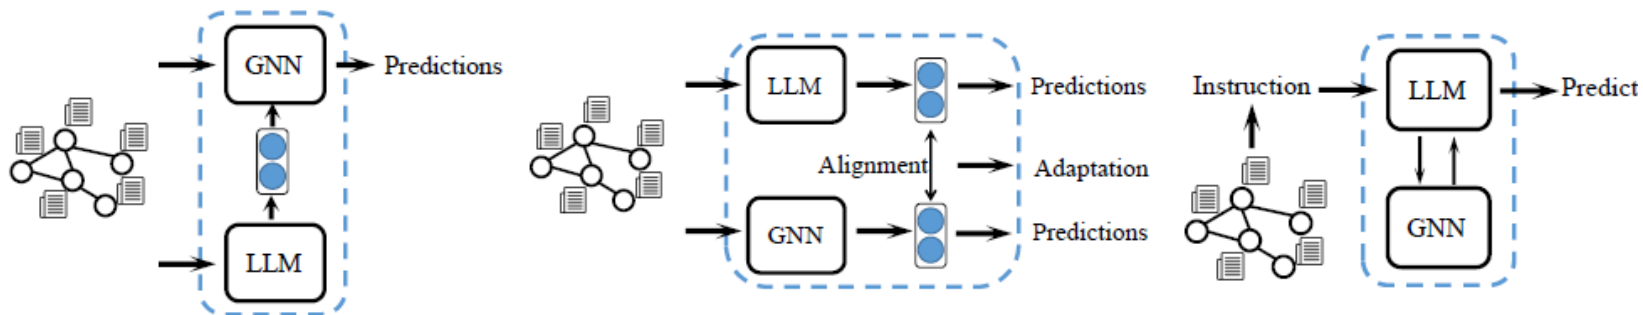 GNN
Predictions
LLM
LLM
Predictions
Alignment
Adaptation
GNN
Predictions
Instruction
LLM
Predict
GNN